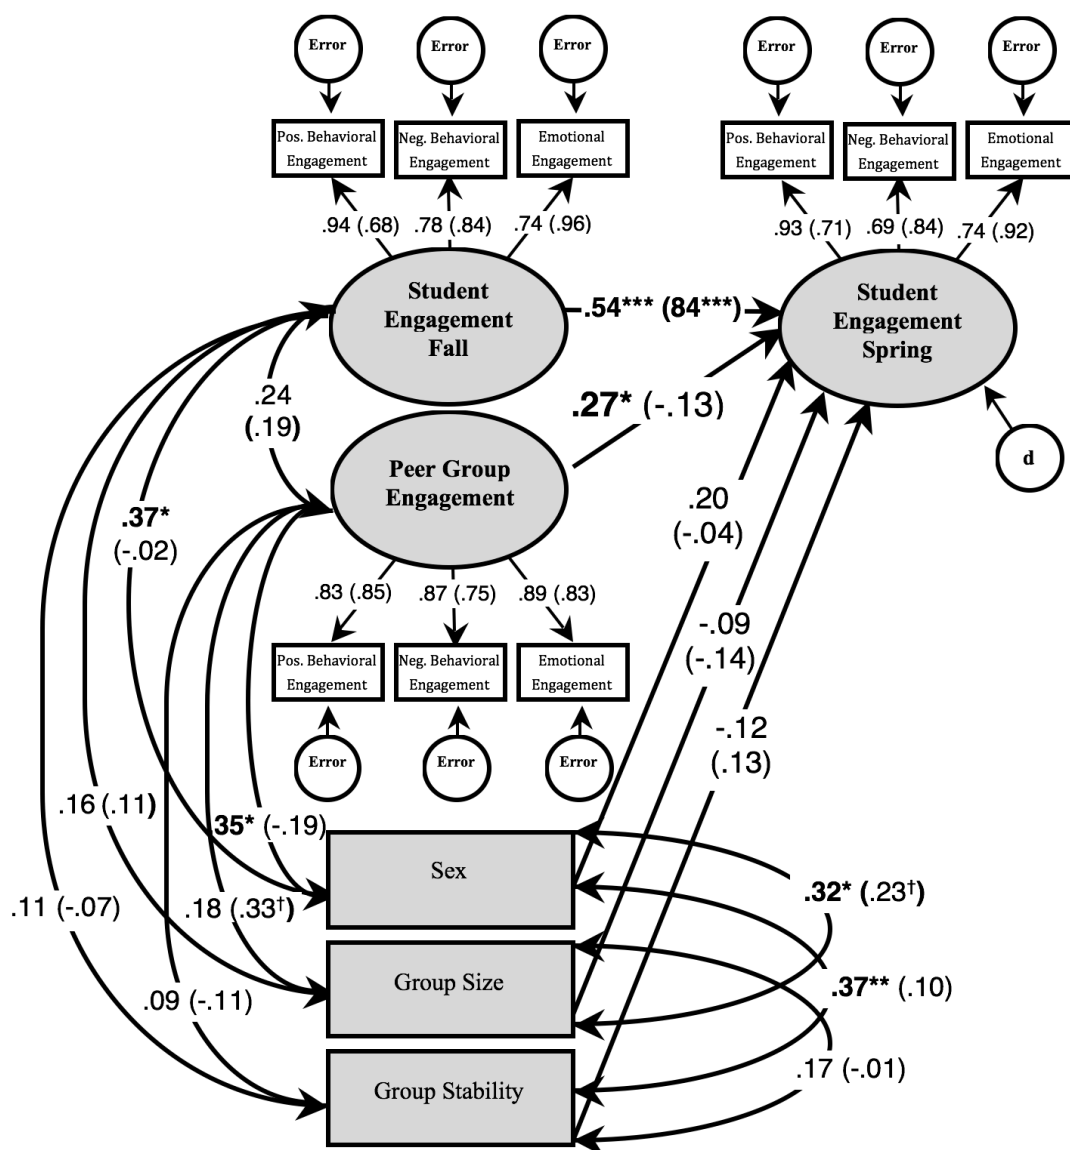 Error Error Error Error Error Error
Pos. Behavioral Engagement
Neg. Behavioral Engagement
Emotional Engagement
Pos. Behavioral Engagement
Neg. Behavioral Engagement
Emotional Engagement
.94 (.68) .78 (.84) .74 (.96) .93 (.71) .69 (.84) .74 (.92)
Student
Engagement
Fall
.54*** (84***)
Student
Engagement
Spring
.24
(.19)
.27* (-.13)
Peer Group
Engagement
d
.37*
(-.02)
.20
(-.04)
.83 (.85) .87 (.75) .89 (.83)
-.09
(-.14)
Pos. Behavioral Engagement
Neg. Behavioral Engagement
Emotional Engagement
-.12
(.13)
Error Error Error
.16 (.11)
.35* (-.19)
Sex
.32* (.23†)
.11 (-.07)
.18 (.33†)
Group Size
.37** (.10)
.09 (-.11)
.17 (-.01)
Group Stability